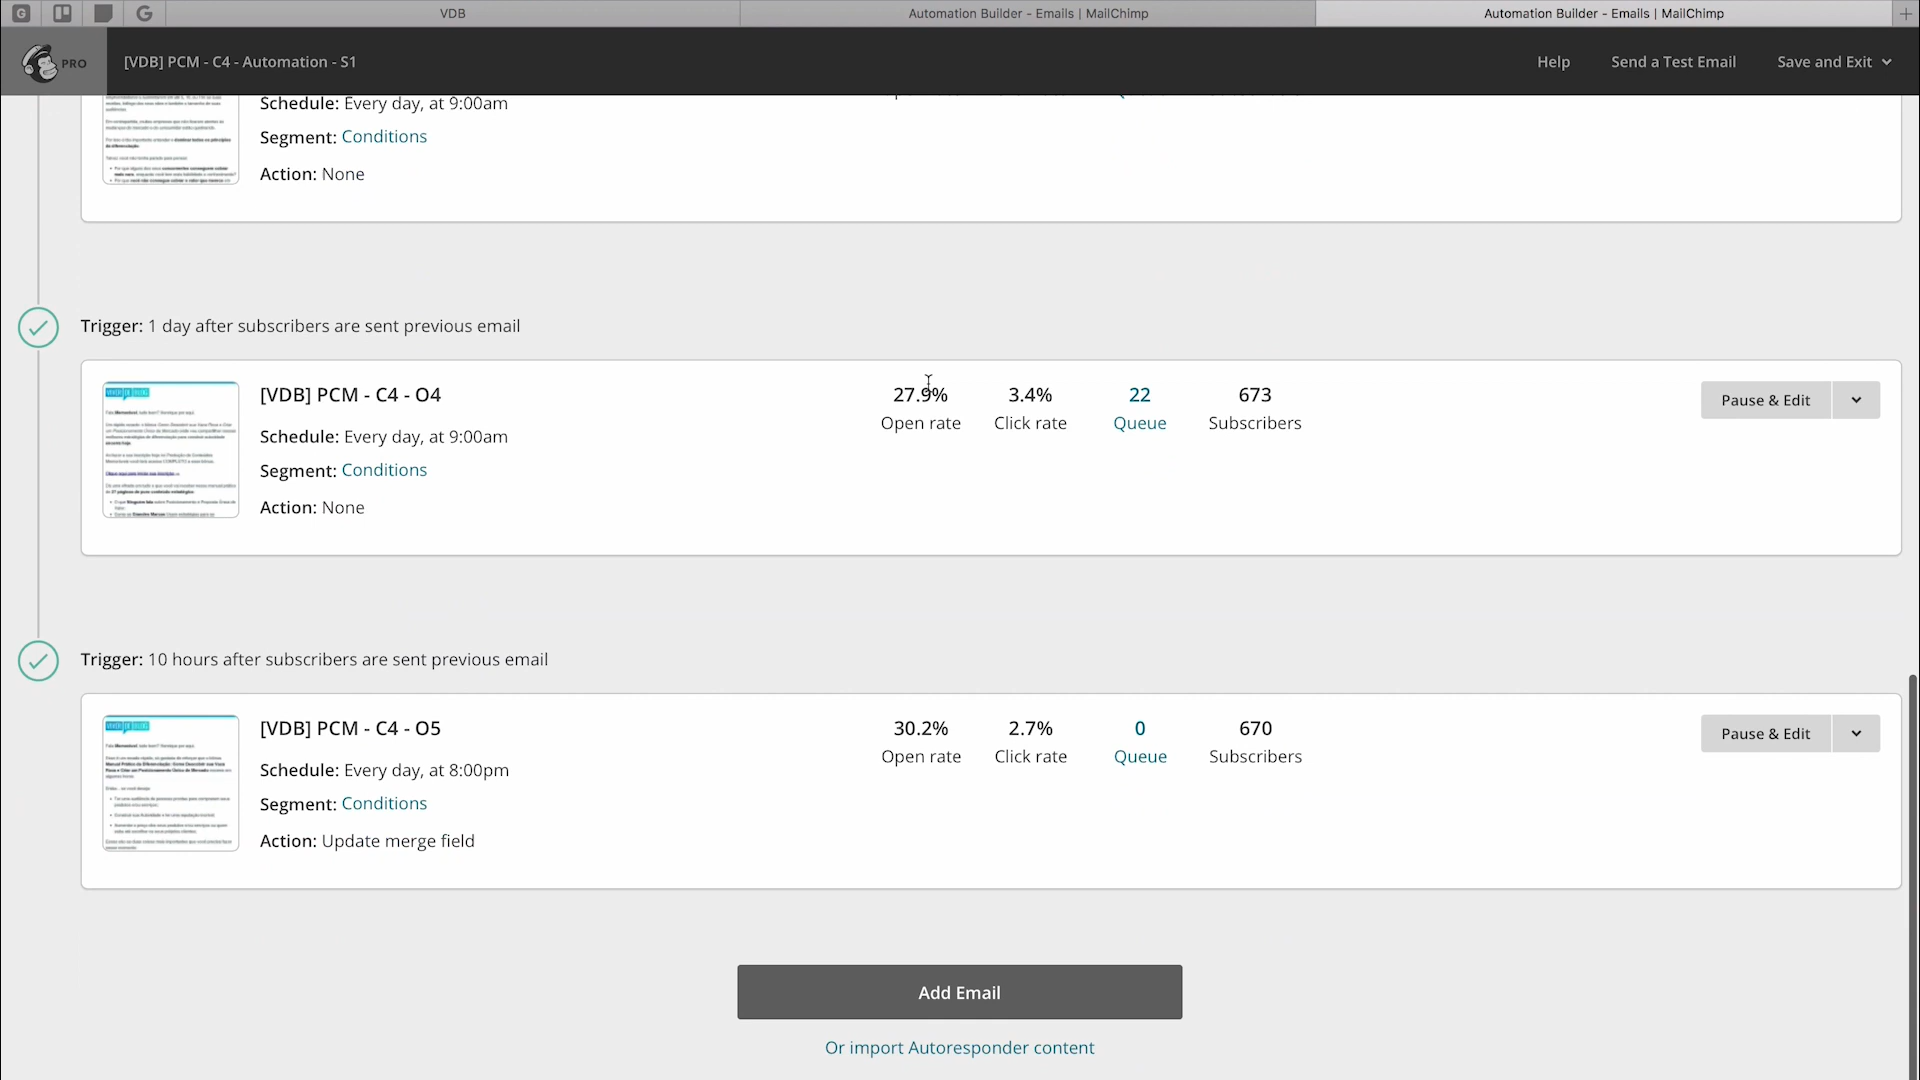 VDB
Automation Builder - Emails | MailChimp
Automation Builder - Emails | MailChimp
PRO
[VDB] PCM - C4 - Automation - S1
Help
Send a Test Email
Save and Exit
Schedule: Every day, at 9:00am
Segment: Conditions
Action: None
Trigger: 1 day after subscribers are sent previous email
[VDB] PCM - C4 - O4
Schedule: Every day, at 9:00am
Segment: Conditions
Action: None
27.9%
Open rate
3.4%
Click rate
22
Queue
673
Subscribers
Pause & Edit
Trigger: 10 hours after subscribers are sent previous email
[VDB] PCM - C4 - O5
Schedule: Every day, at 8:00pm
Segment: Conditions
Action: Update merge field
30.2%
Open rate
2.7%
Click rate
0
Queue
670
Subscribers
Pause & Edit
Add Email
Or import Autoresponder content